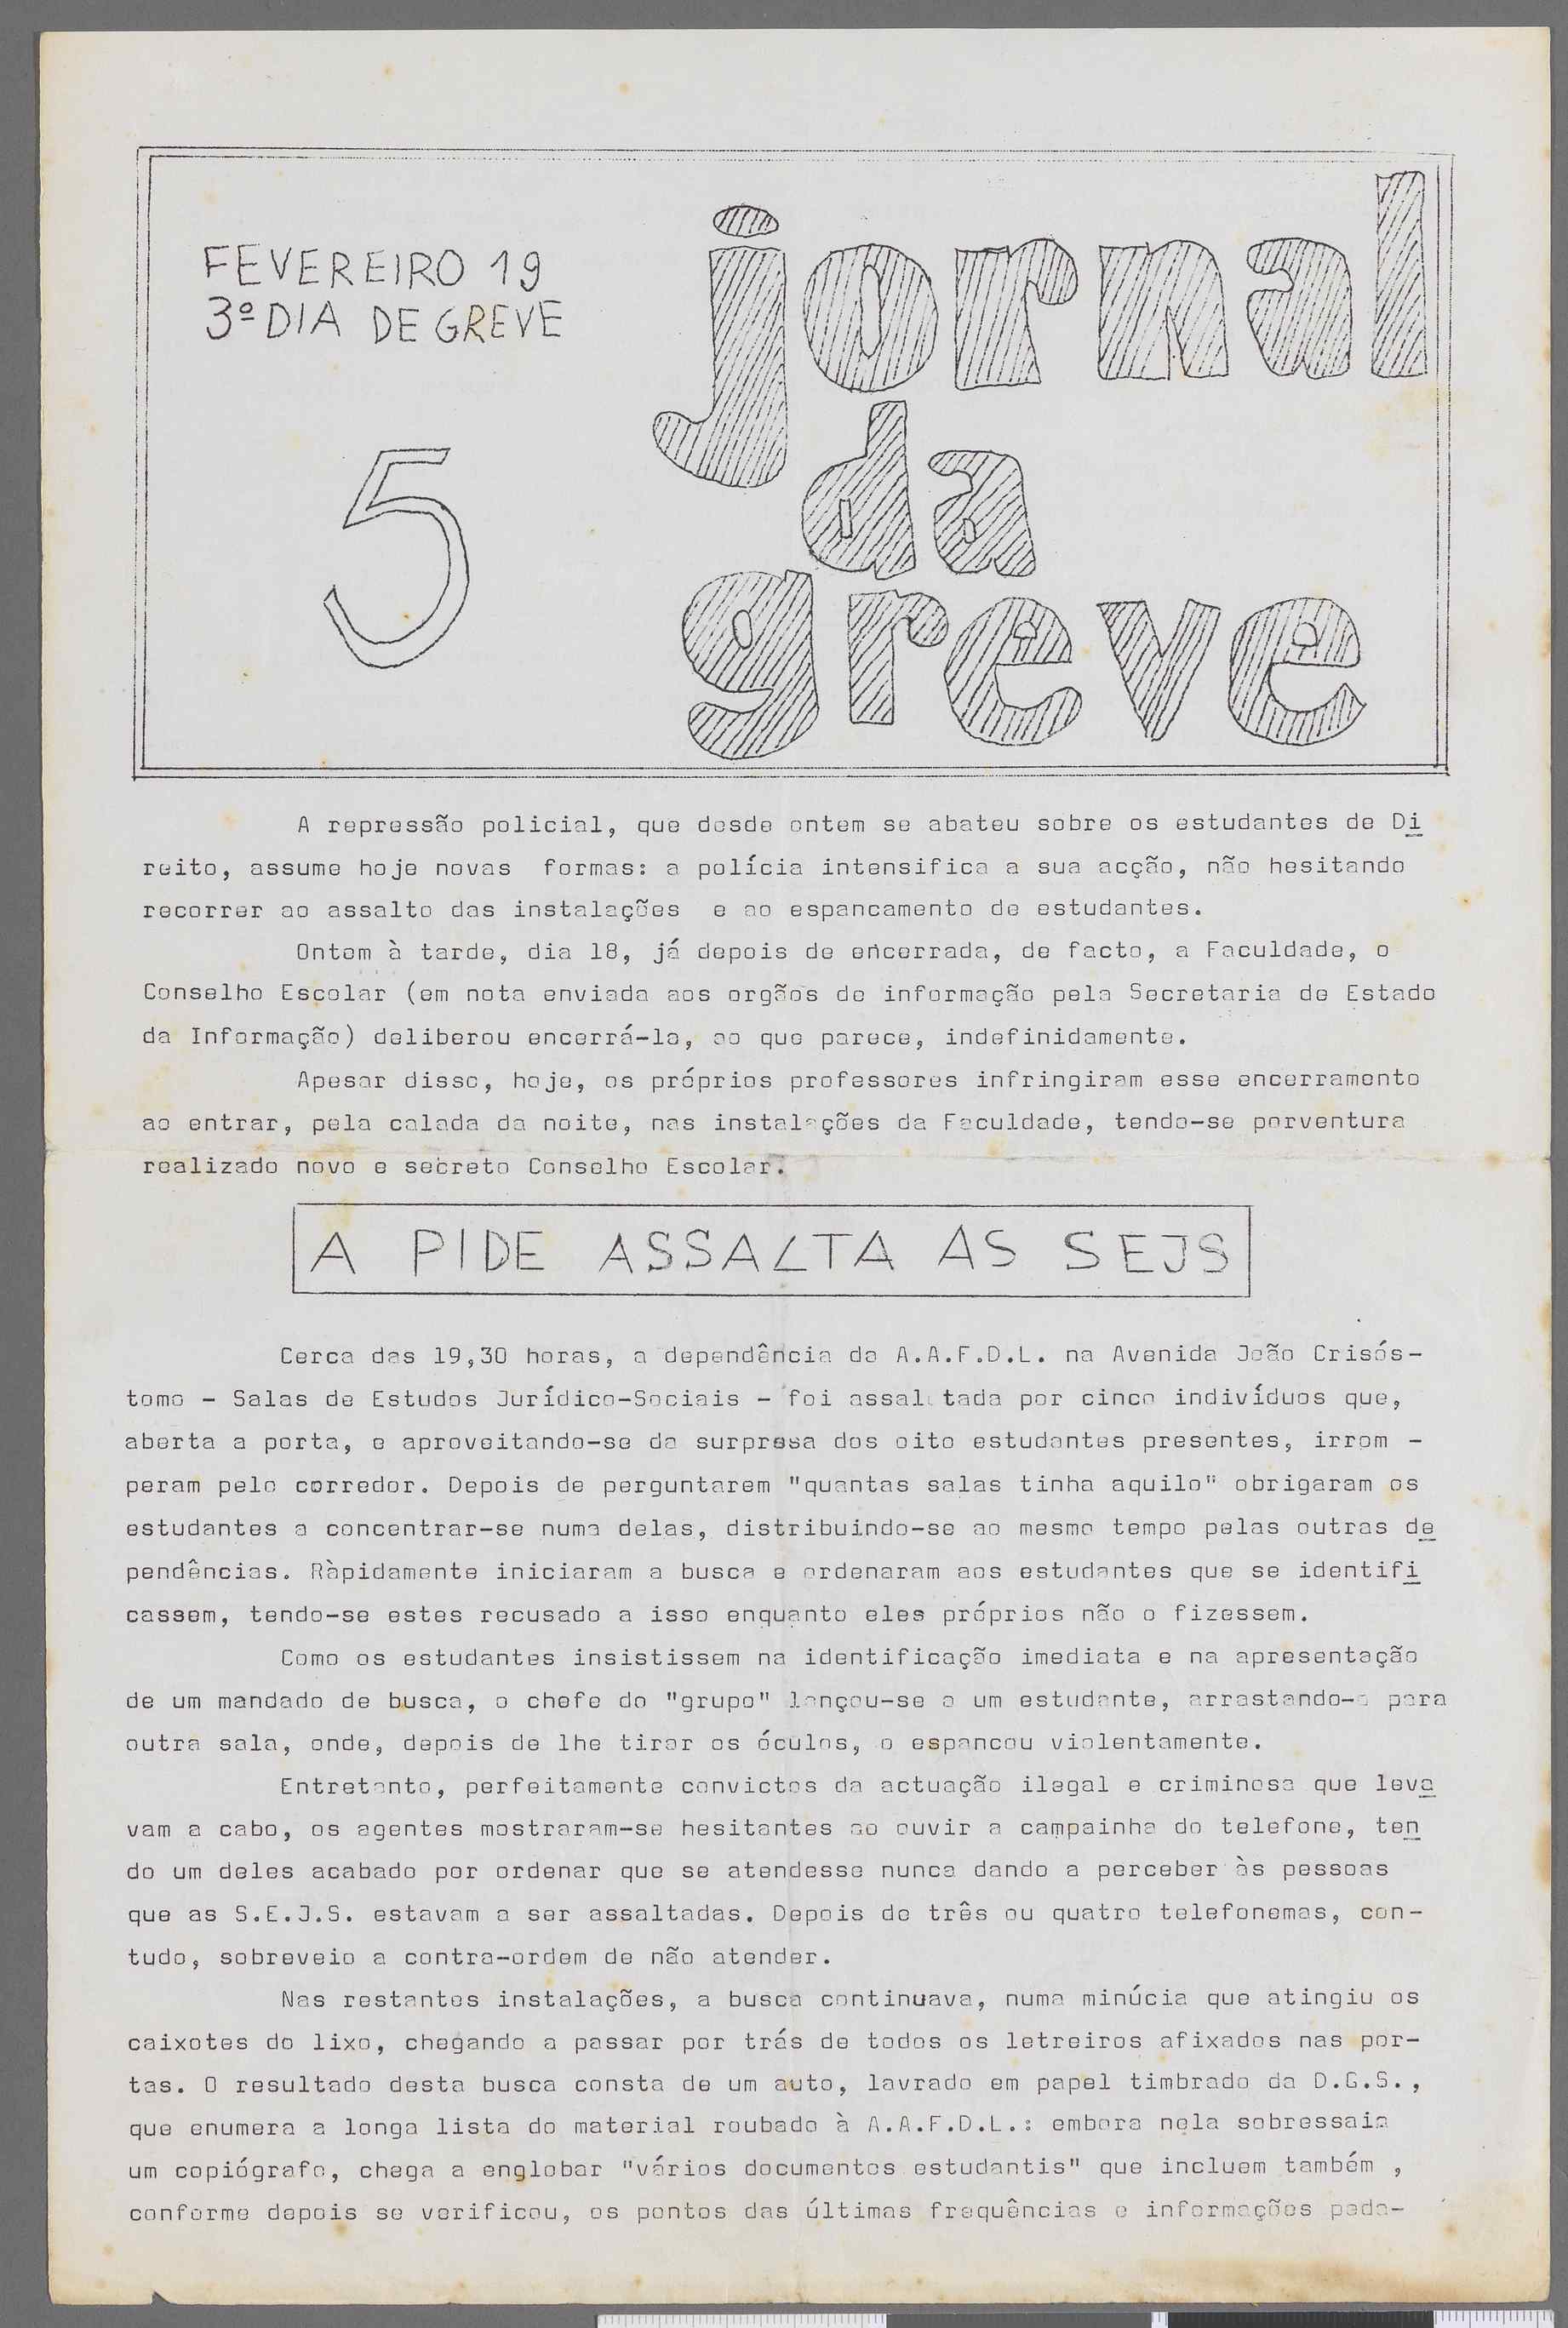 FEVEREIRO 19
3º DIA DE GREVE
5
jornal
da
greve
A repressão policial, que desde ontem se abateu sobre os estudantes de Di
reito, assume hoje novas formas: a polícia intensifica a sua acção, não hesitando
recorrer ao assalto das instalações e ao espancamento de estudantes.
Ontem à tarde, dia 18, já depois de encerrada, de facto, a Faculdade, o
Conselho Escolar (em nota enviada aos orgãos de informação pela Secretaria de Estado
da Informação) deliberou encerrá-la, ao que parece, indefinidamente.
Apesar disso, hoje, os próprios professores infringiram esse encerramento
ao entrar, pela calada da noite, nas instalações da Faculdade, tendo-se porventura
realizado novo e secreto Conselho Escolar.
A PIDE ASSALTA AS SEJS
Cerca das 19,30 horas, a dependência da A.A.F.D.L. na Avenida João Crisós-
tomo - Salas de Estudos Jurídico-Sociais - foi assaltada por cinco indivíduos que,
aberta a porta, e aproveitando-se da surpresa dos oito estudantes presentes, irrom -
peram pelo corredor. Depois de perguntarem "quantas salas tinha aquilo" obrigaram os
estudantes a concentrar-se numa delas, distribuindo-se ao mesmo tempo pelas outras de
pendências. Ràpidamente iniciaram a busca e ordenaram aos estudantes que se identifi
cassem, tendo-se estes recusado a isso enquanto eles próprios não o fizessem.
Como os estudantes insistissem na identificação imediata e na apresentação
de um mandado de busca, o chefe do "grupo" lançou-se a um estudante, arrastando-o para
outra sala, onde, depois de lhe tirar os óculos, o espancou violentamente.
Entretanto, perfeitamente convictos da actuação ilegal e criminosa que leva
vam a cabo, os agentes mostraram-se hesitantes ao ouvir a campainha do telefone, ten
do um deles acabado por ordenar que se atendesse nunca dando a perceber às pessoas
que as S.E.J.S. estavam a ser assaltadas. Depois de três ou quatro telefonemas, con-
tudo, sobreveio a contra-ordem de não atender.
Nas restantes instalações, a busca continuava, numa minúcia que atingiu os
caixotes do lixo, chegando a passar por trás de todos os letreiros afixados nas por-
tas. O resultado desta busca consta de um auto, lavrado em papel timbrado da D.G.S.,
que enumera a longa lista do material roubado à A.A.F.D.L.: embora nela sobressaia
um copiógrafo, chega a englobar "vários documentos estudantis" que incluem também ,
conforme depois se verificou, os pontos das últimas frequências e informações peda-